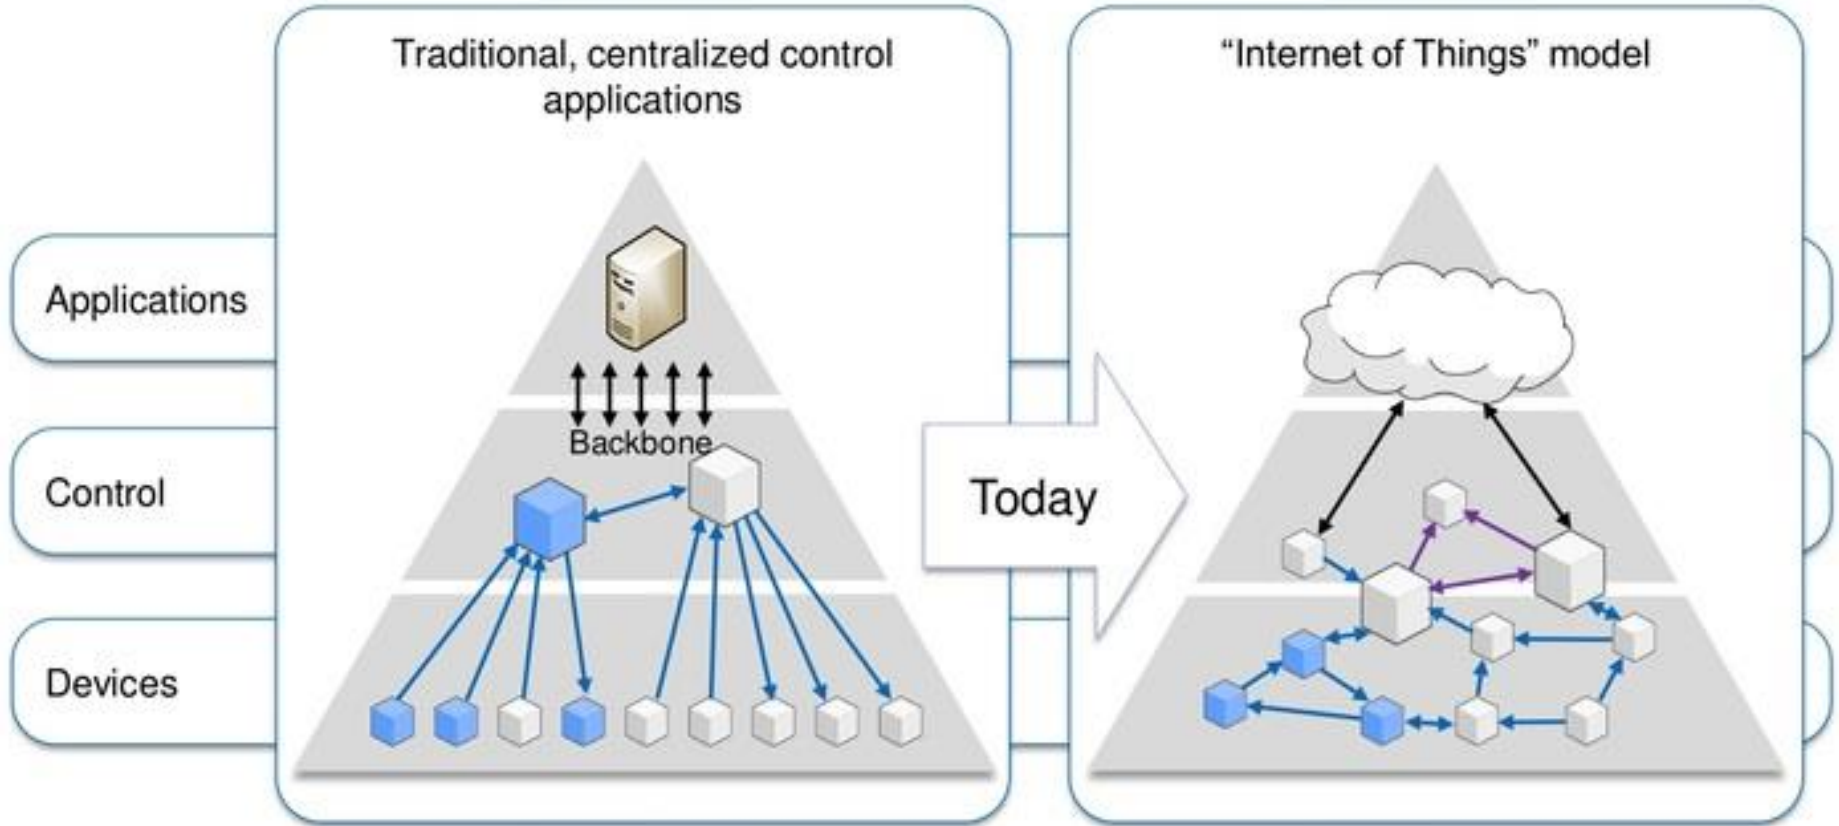 Traditional, centralized control
applications
“Internet of Things” model
Applications
Backbone
Control
Today
Devices